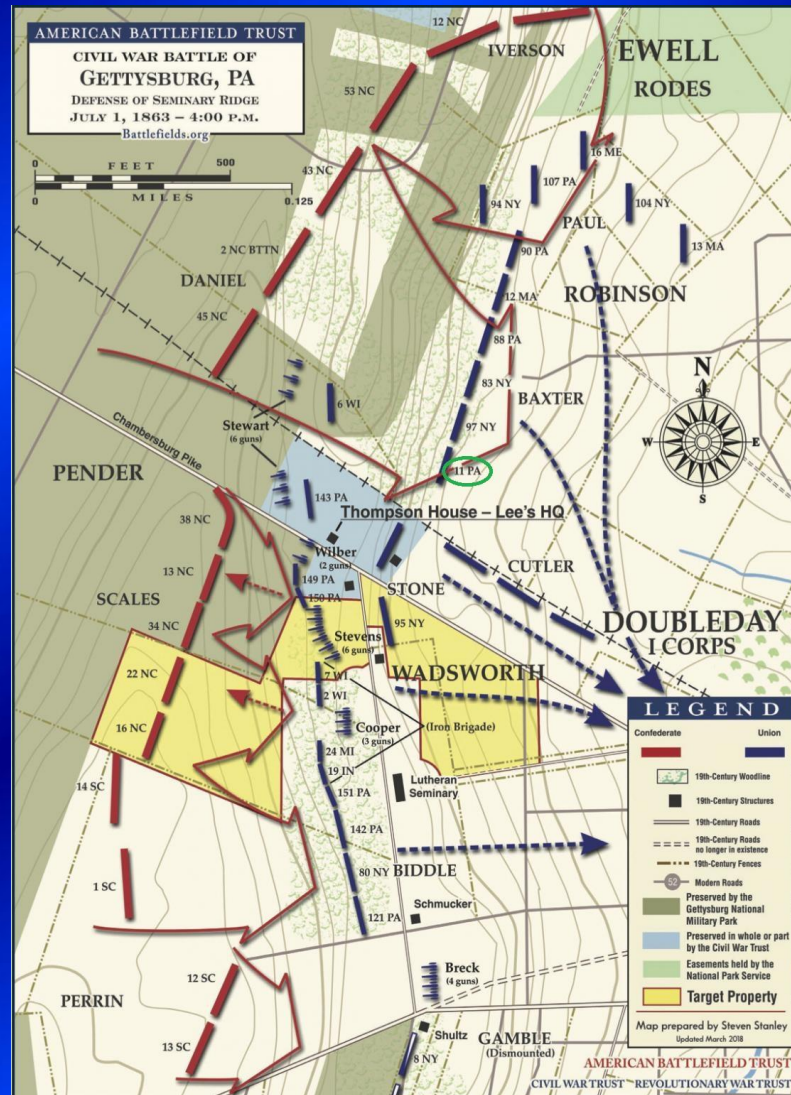 AMERICAN BATTLEFIELD TRUST
CIVIL WAR BATTLE OF
GETTYSBURG, PA
DEFENSE OF SEMINARY RIDGE
JULY 1, 1863 – 4:00 P.M.
Battlefields.org
FEET
0 500
0 0.125
MILES
12 NC
IVERSON
EWELL
RODES
53 NC
16 ME
43 NC
107 PA
94 NY
104 NY
PAUL
13 MA
2 NC BTTN
90 PA
DANIEL
12 MA
ROBINSON
45 NC
88 PA
N
83 NY
6 WI
BAXTER
Stewart
(6 guns)
97 NY
W E
Chambersburg Pike
11 PA
S
PENDER
143 PA
Thompson House – Lee's HQ
38 NC
Wilber
(2 guns)
CUTLER
13 NC
149 PA
STONE
150 PA
SCALES
95 NY
34 NC
Stevens
(6 guns)
DOUBLEDAY
I CORPS
22 NC
7 WI
WADSWORTH
2 WI
16 NC
Cooper
(3 guns)
(Iron Brigade)
24 MI
19 IN
14 SC
Lutheran
Seminary
151 PA
142 PA
80 NY
BIDDLE
1 SC
Schmucker
121 PA
12 SC
Breck
(4 guns)
PERRIN
13 SC
Shultz
GAMBLE
(Dismounted)
8 NY
LEGEND
Confederate Union
19th-Century Woodline
19th-Century Structures
19th-Century Roads
19th-Century Roads
no longer in existence
19th-Century Fences
52 Modern Roads
Preserved by the
Gettysburg National
Military Park
Preserved in whole or part
by the Civil War Trust
Easements held by the
National Park Service
Target Property
Map prepared by Steven Stanley
Updated March 2018
AMERICAN BATTLEFIELD TRUST
CIVIL WAR TRUST REVOLUTIONARY WAR TRUST